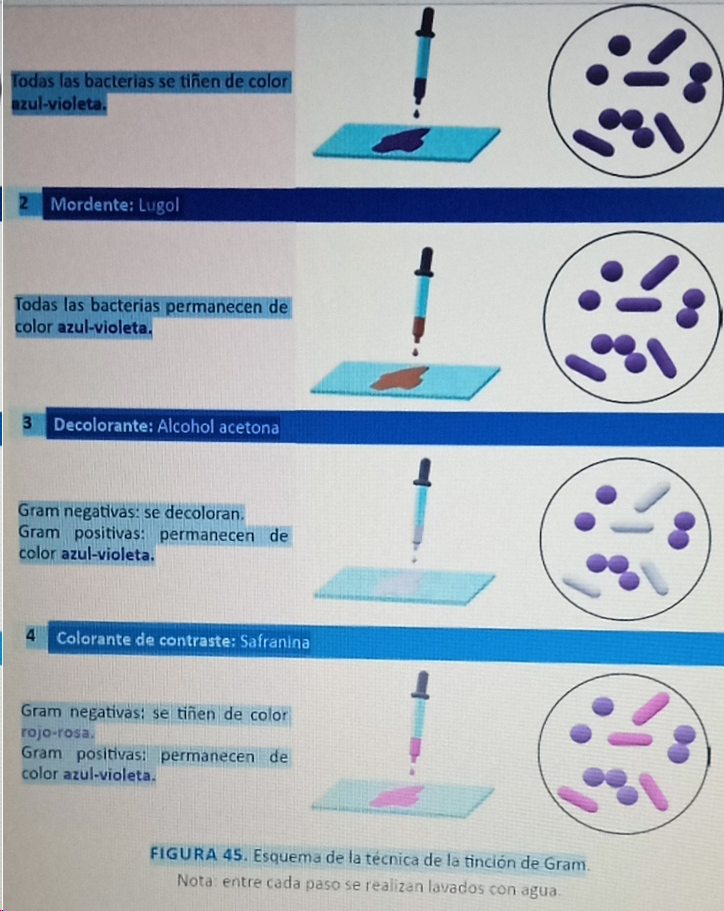 Todas las bacterias se tiñen de color
azul-violeta.
2 Mordente: Lugol
Todas las bacterias permanecen de
color azul-violeta.
3 Decolorante: Alcohol acetona
Gram negativas: se decoloran.
Gram positivas: permanecen de
color azul-violeta.
4 Colorante de contraste: Safranina
Gram negativas: se tiñen de color
rojo-rosa.
Gram positivas: permanecen de
color azul-violeta.
FIGURA 45. Esquema de la técnica de la tinción de Gram.
Nota: entre cada paso se realizan lavados con agua.